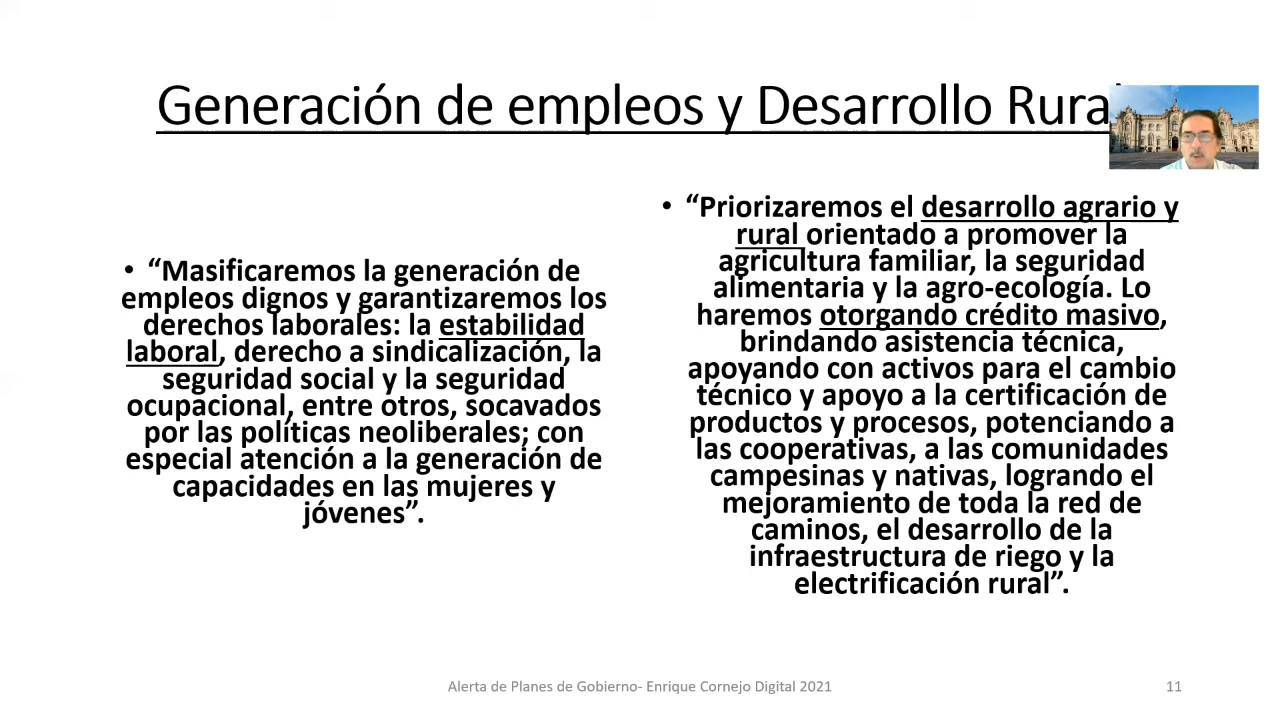 Generación de empleos y Desarrollo Rural
• “Masificaremos la generación de
empleos dignos y garantizaremos los
derechos laborales: la estabilidad
laboral, derecho a sindicalización, la
seguridad social y la seguridad
ocupacional, entre otros, socavados
por las políticas neoliberales; con
especial atención a la generación de
capacidades en las mujeres y
jóvenes”.
• “Priorizaremos el desarrollo agrario y
rural orientado a promover la
agricultura familiar, la seguridad
alimentaria y la agro-ecología. Lo
haremos otorgando crédito masivo,
brindando asistencia técnica,
apoyando con activos para el cambio
técnico y apoyo a la certificación de
productos y procesos, potenciando a
las cooperativas, a las comunidades
campesinas y nativas, logrando el
mejoramiento de toda la red de
caminos, el desarrollo de la
infraestructura de riego y la
electrificación rural”.
Alerta de Planes de Gobierno- Enrique Cornejo Digital 2021
11